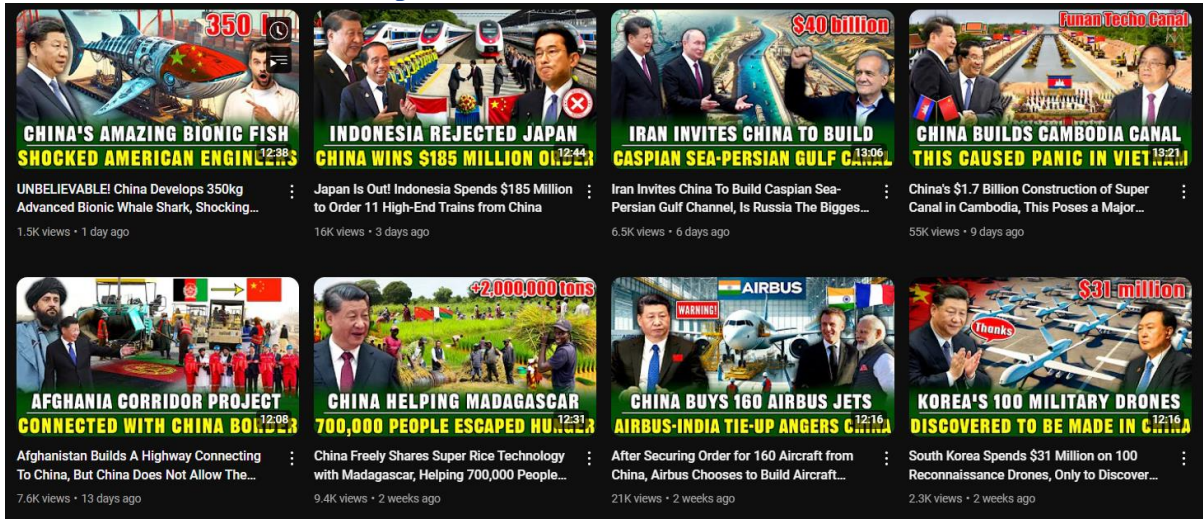 350
CHINA'S AMAZING BIONIC FISH
SHOCKED AMERICAN ENGINEERS
12:38
UNBELIEVABLE! China Develops 350kg
Advanced Bionic Whale Shark, Shocking...
1.5K views • 1 day ago
INDONESIA REJECTED JAPAN
CHINA WINS $185 MILLION ORDER
12:44
Japan Is Out! Indonesia Spends $185 Million
to Order 11 High-End Trains from China
16K views • 3 days ago
$40 billion
IRAN INVITES CHINA TO BUILD
CASPIAN SEA-PERSIAN GULF CANAL
13:06
Iran Invites China To Build Caspian Sea-
Persian Gulf Channel, Is Russia The Bigges...
6.5K views • 6 days ago
Funan Techo Canal
CHINA BUILDS CAMBODIA CANAL
THIS CAUSED PANIC IN VIETNAM
13:21
China's $1.7 Billion Construction of Super
Canal in Cambodia, This Poses a Major...
55K views • 9 days ago
AFGHANIA CORRIDOR PROJECT
CONNECTED WITH CHINA BORDER
12:08
Afghanistan Builds A Highway Connecting
To China, But China Does Not Allow The...
7.6K views • 13 days ago
+2,000,000 tons
CHINA HELPING MADAGASCAR
700,000 PEOPLE ESCAPED HUNGER
12:31
China Freely Shares Super Rice Technology
with Madagascar, Helping 700,000 People...
9.4K views • 2 weeks ago
AIRBUS
WARNING!
CHINA BUYS 160 AIRBUS JETS
AIRBUS-INDIA TIE-UP ANGERS CHINA
12:16
After Securing Order for 160 Aircraft from
China, Airbus Chooses to Build Aircraft...
21K views • 2 weeks ago
$31 million
Thanks
KOREA'S 100 MILITARY DRONES
DISCOVERED TO BE MADE IN CHINA
12:16
South Korea Spends $31 Million on 100
Reconnaissance Drones, Only to Discover...
2.3K views • 2 weeks ago